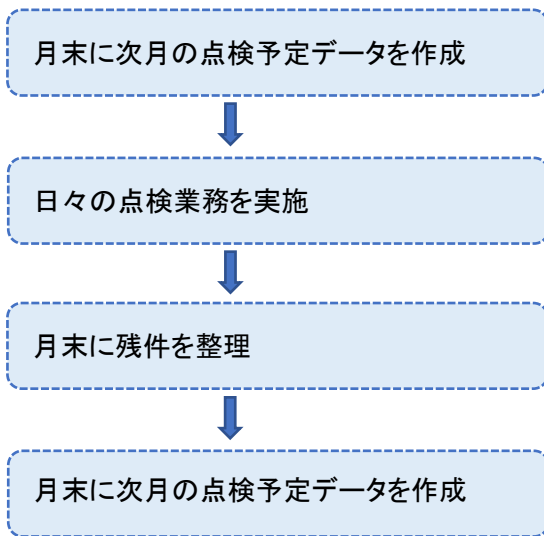 月末に次月の点検予定データを作成
日々の点検業務を実施
月末に残件を整理
月末に次月の点検予定データを作成